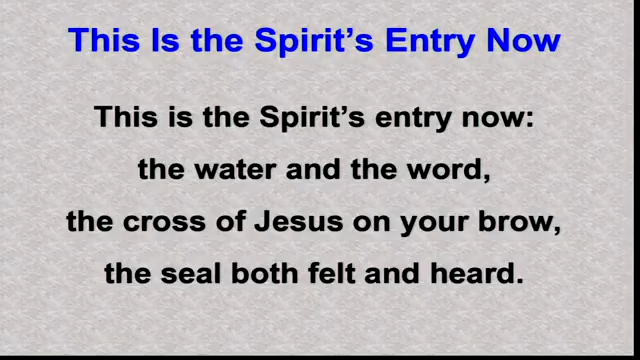 This Is the Spirit’s Entry Now
This is the Spirit’s entry now:
the water and the word,
the cross of Jesus on your brow,
the seal both felt and heard.